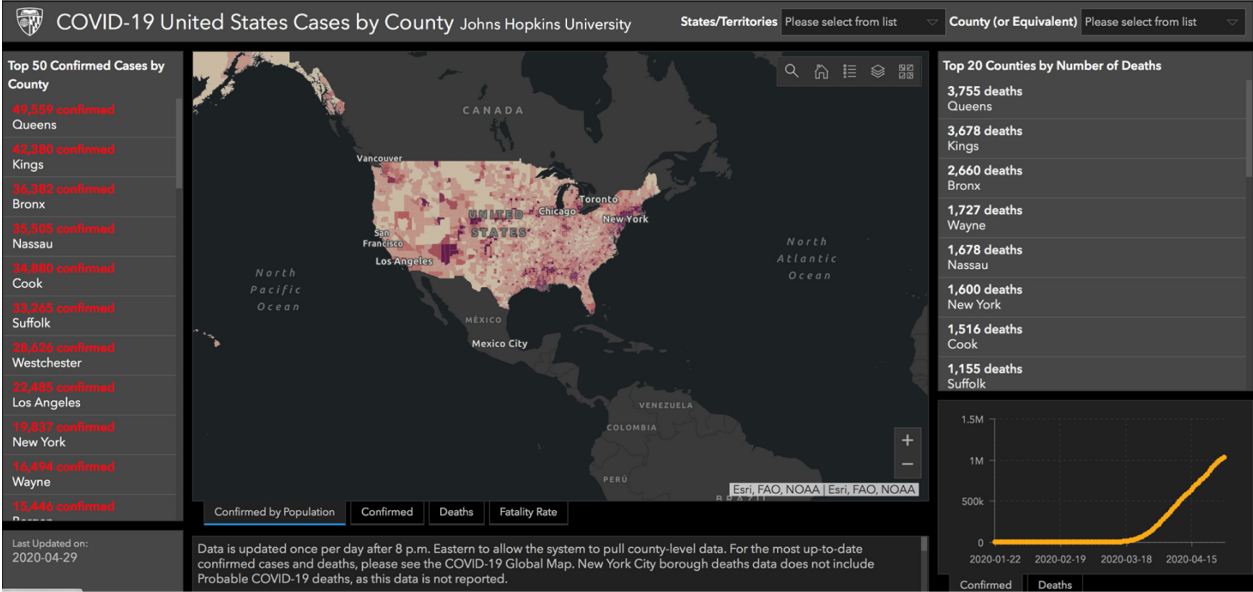 COVID-19 United States Cases by County Johns Hopkins University
States/Territories Please select from list
County (or Equivalent) Please select from list
Top 50 Confirmed Cases by
County
49,559 confirmed
Queens
42,380 confirmed
Kings
36,382 confirmed
Bronx
35,505 confirmed
Nassau
34,880 confirmed
Cook
33,265 confirmed
Suffolk
28,626 confirmed
Westchester
22,485 confirmed
Los Angeles
19,837 confirmed
New York
16,494 confirmed
Wayne
15,446 confirmed
Last Updated on:
2020-04-29
CANADA
Vancouver
Toronto
Chicago
UNITED
New York
STATES
San
Francisco
Los Angeles
North
Pacific
Ocean
North
Atlantic
Ocean
MÉXICO
Mexico City
VENEZUELA
COLOMBIA
PERÚ
BRAZIL
+
−
Esri, FAO, NOAA | Esri, FAO, NOAA
Confirmed by Population
Confirmed
Deaths
Fatality Rate
Data is updated once per day after 8 p.m. Eastern to allow the system to pull county-level data. For the most up-to-date
confirmed cases and deaths, please see the COVID-19 Global Map. New York City borough deaths data does not include
Probable COVID-19 deaths, as this data is not reported.
Top 20 Counties by Number of Deaths
3,755 deaths
Queens
3,678 deaths
Kings
2,660 deaths
Bronx
1,727 deaths
Wayne
1,678 deaths
Nassau
1,600 deaths
New York
1,516 deaths
Cook
1,155 deaths
Suffolk
1.5M
1M
500k
0
2020-01-22 2020-02-19 2020-03-18 2020-04-15
Confirmed
Deaths